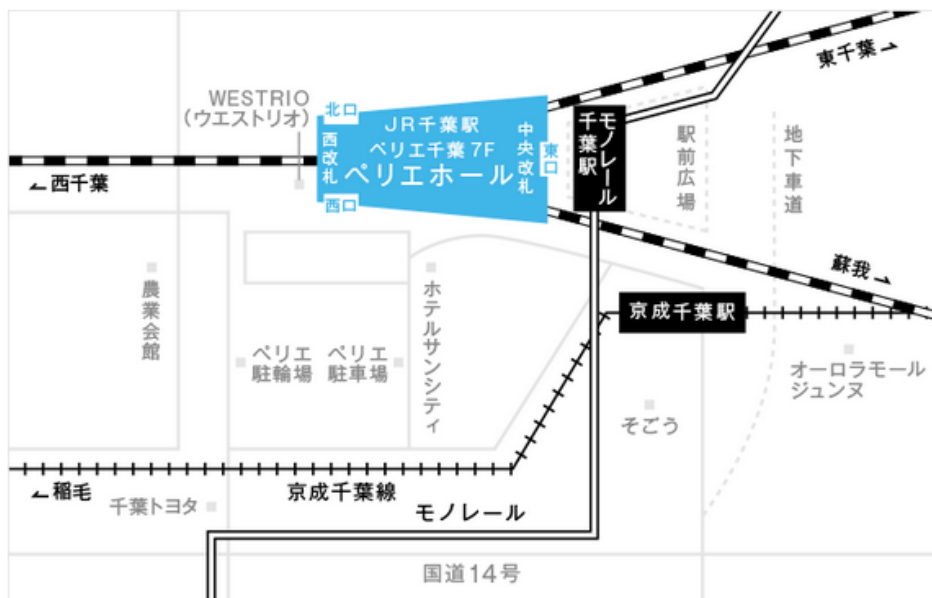 東千葉
WESTRIO
(ウエストリオ)
北口
JR千葉駅
ペリエ千葉 7F
ペリエホール
西改札
中央改札
東口
モノレール
千葉駅
駅前広場
地下車道
西千葉
西口
蘇我
農業会館
ホテルサンシティ
京成千葉駅
ペリエ
駐輪場
ペリエ
駐車場
オーロラモール
ジュンヌ
そごう
稲毛
京成千葉線
千葉トヨタ
モノレール
国道14号